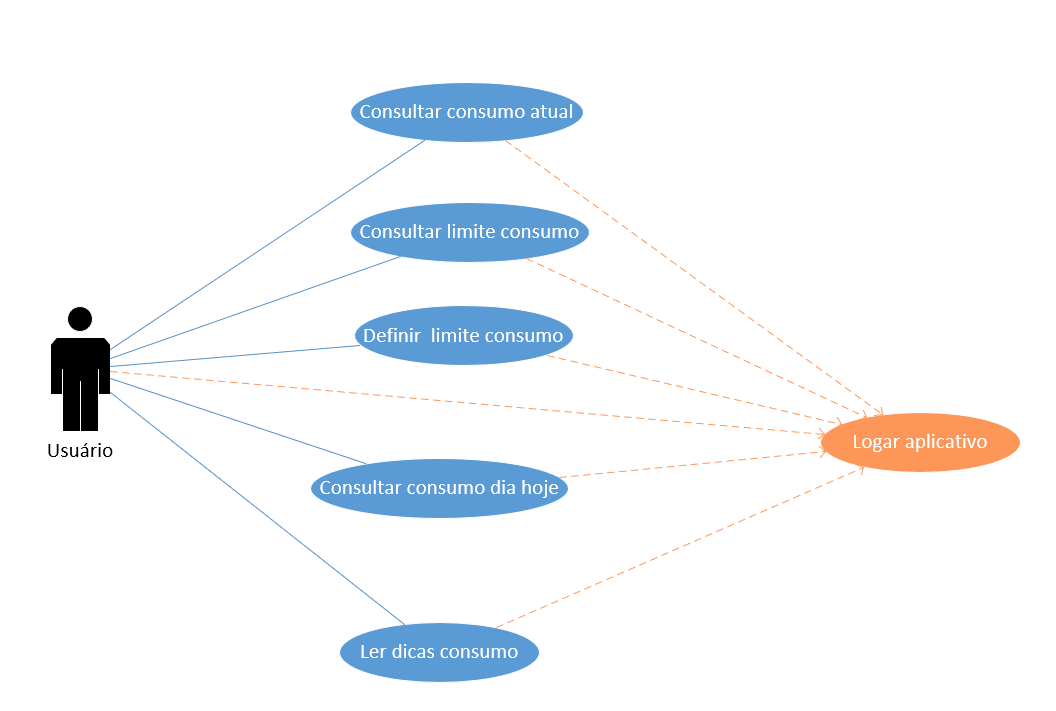 Consultar consumo atual
Consultar limite consumo
Definir  limite consumo
Logar aplicativo
Usuário
Consultar consumo dia hoje
Ler dicas consumo